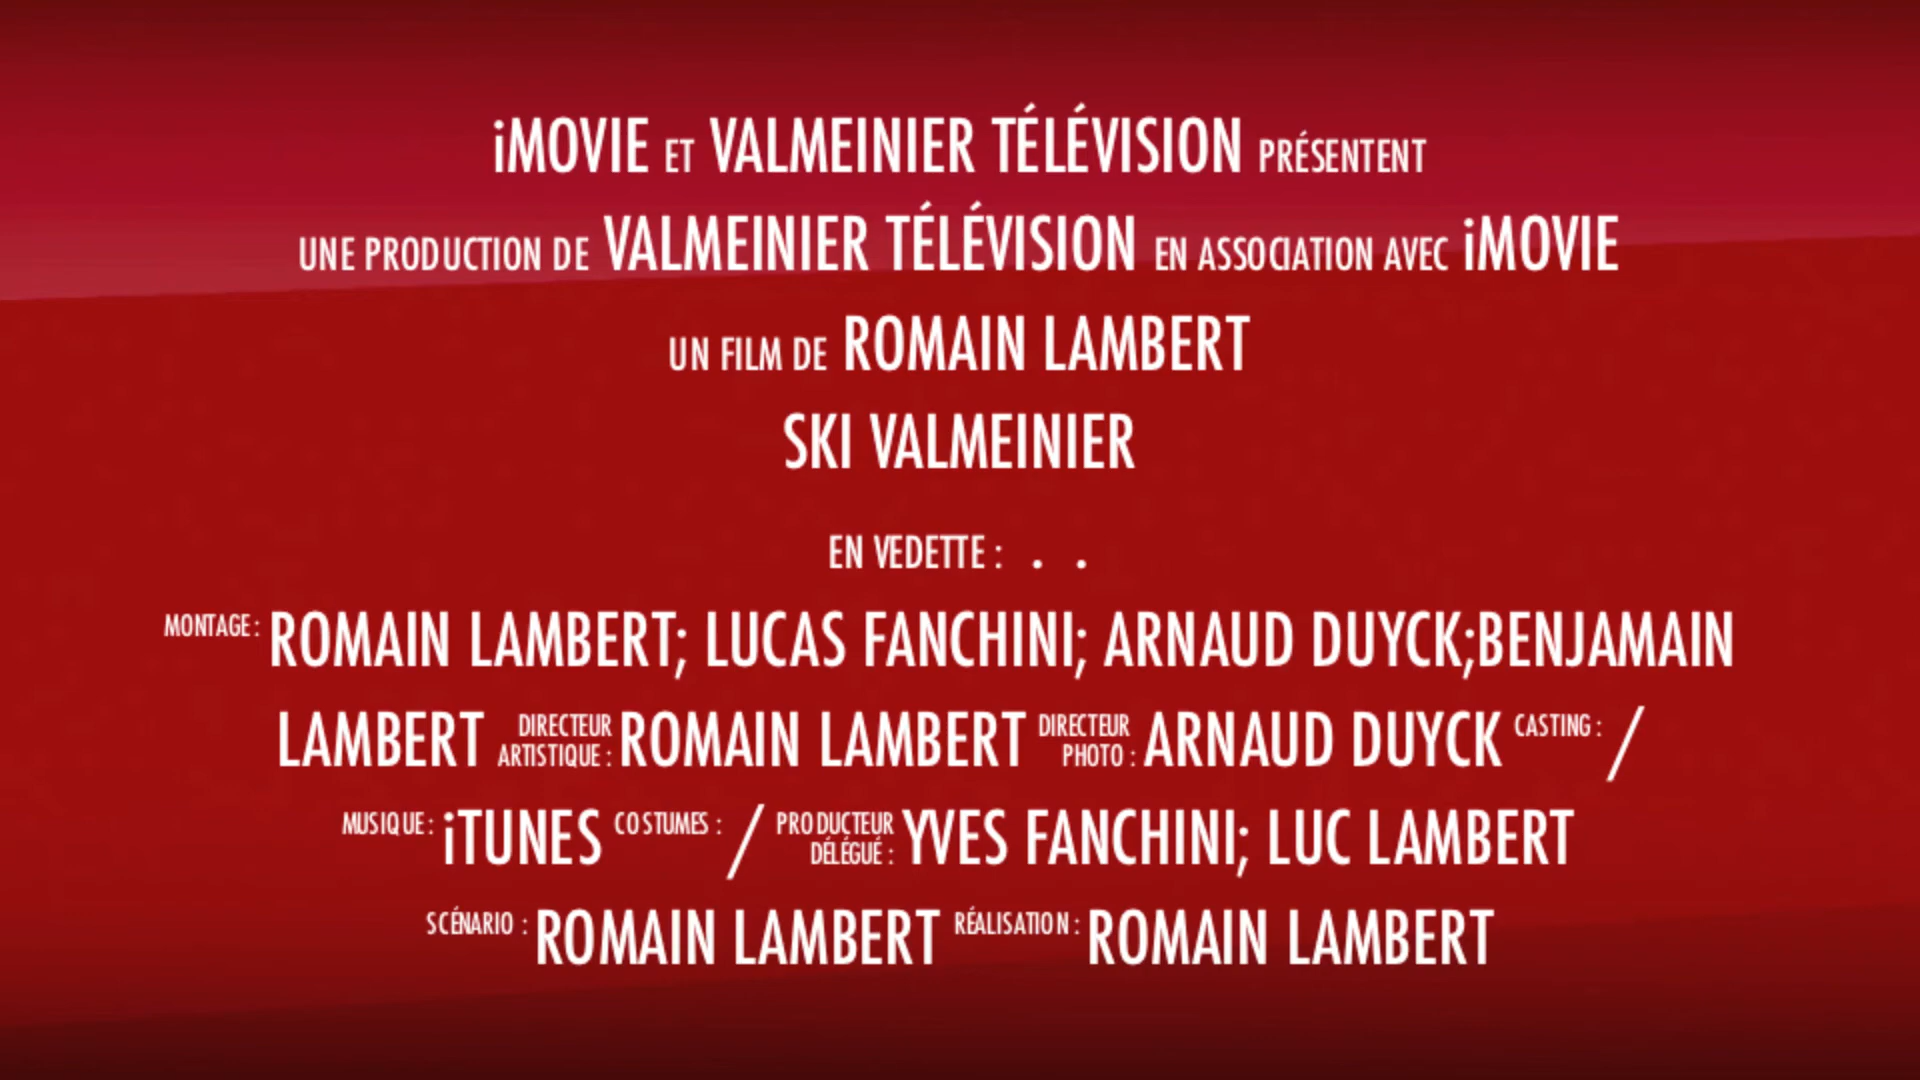 iMOVIE ET VALMEINIER TÉLÉVISION PRÉSENTENT
UNE PRODUCTION DE VALMEINIER TÉLÉVISION EN ASSOCIATION AVEC iMOVIE
UN FILM DE ROMAIN LAMBERT
SKI VALMEINIER
EN VEDETTE : . .
MONTAGE : ROMAIN LAMBERT; LUCAS FANCHINI; ARNAUD DUYCK;BENJAMAIN
LAMBERT DIRECTEUR ARTISTIQUE : ROMAIN LAMBERT DIRECTEUR PHOTO : ARNAUD DUYCK CASTING : /
MUSIQUE : iTUNES COSTUMES : / PRODUCTEUR DÉLÉGUÉ : YVES FANCHINI; LUC LAMBERT
SCÉNARIO : ROMAIN LAMBERT RÉALISATION : ROMAIN LAMBERT